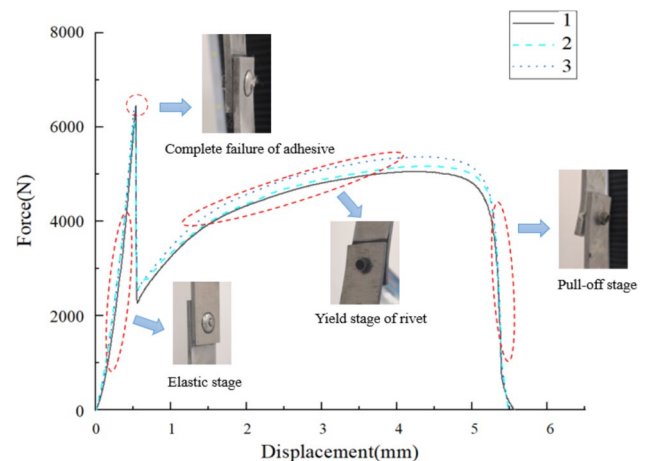 1
2
3
8000
6000
4000
2000
0
Force(N)
Complete failure of adhesive
Yield stage of rivet
Pull-off stage
Elastic stage
0 1 2 3 4 5 6
Displacement(mm)